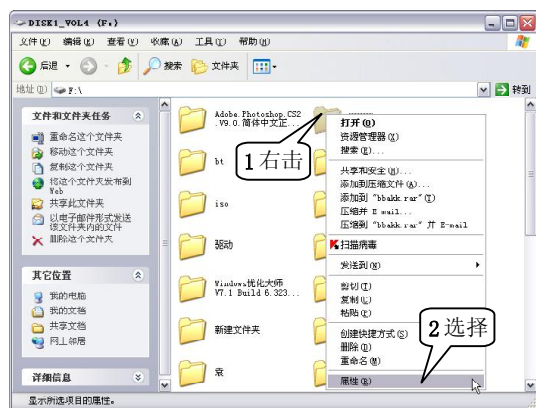 DISK1_VOL4 (F:)
文件(F) 编辑(E) 查看(V) 收藏(A) 工具(T) 帮助(H)
后退 搜索 文件夹
地址(D) F:\ 转到
文件和文件夹任务
重命名这个文件夹
移动这个文件夹
复制这个文件夹
将这个文件夹发布到
Web
共享此文件夹
以电子邮件形式发送
该文件夹内的文件
删除这个文件夹
其它位置
我的电脑
我的文档
共享文档
网上邻居
详细信息
Adobe.Photoshop.CS2
.V9.0.简体中文正...
bt
iso
驱动
Windows优化大师
V7.1 Build 6.323...
新建文件夹
袁
1右击
打开(O)
资源管理器(X)
搜索(E)...
共享和安全(H)...
添加到压缩文件(A)...
添加到 "bbakk.rar"(T)
压缩并 E-mail...
压缩到 "bbakk.rar" 并 E-mail
扫描病毒
发送到(N)
剪切(T)
复制(C)
粘贴(P)
创建快捷方式(S)
删除(D)
重命名(M)
属性(R)
2选择
显示所选项目的属性。